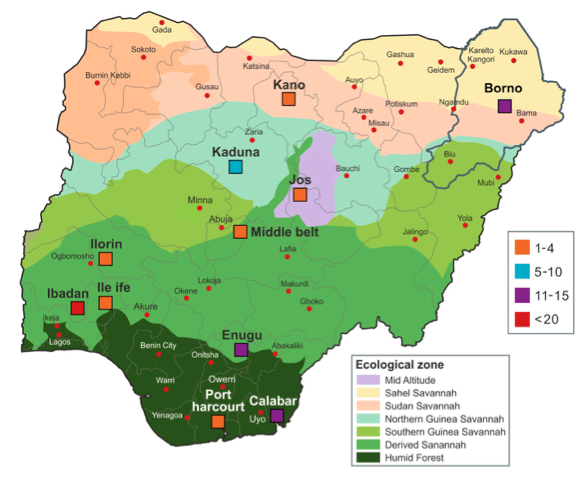 Gada
Sokoto
Birnin Kebbi
Gusau
Katsina
Kano
Auyo
Gashua
Geidem
Karelto
Kangori
Kukawa
Borno
Ngamdu
Bama
Azare
Misau
Potiskum
Zaria
Kaduna
Jos
Bauchi
Gombe
Biu
Mubi
Minna
Abuja
Middle belt
Jalingo
Yola
Ilorin
Ogbomosho
Lafia
Ile ife
Ibadan
Okene
Lokoja
Makurdi
Gboko
Akure
Ikeja
Lagos
Benin City
Onitsha
Enugu
Abakaliki
Warri
Owerri
Port
harcourt
Calabar
Uyo
Yenagoa
1-4
5-10
11-15
<20
Ecological zone
Mid Altitude
Sahel Savannah
Sudan Savannah
Northern Guinea Savannah
Southern Guinea Savannah
Derived Sanannah
Humid Forest